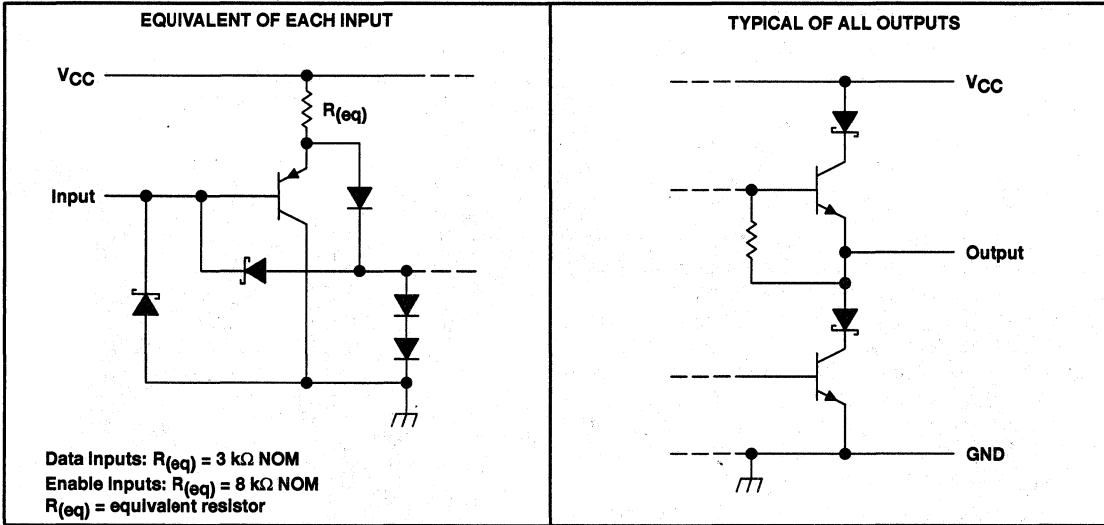 EQUIVALENT OF EACH INPUT
VCC
R(eq)
Input
Data Inputs: R(eq) = 3 kΩ NOM
Enable Inputs: R(eq) = 8 kΩ NOM
R(eq) = equivalent resistor
TYPICAL OF ALL OUTPUTS
VCC
Output
GND